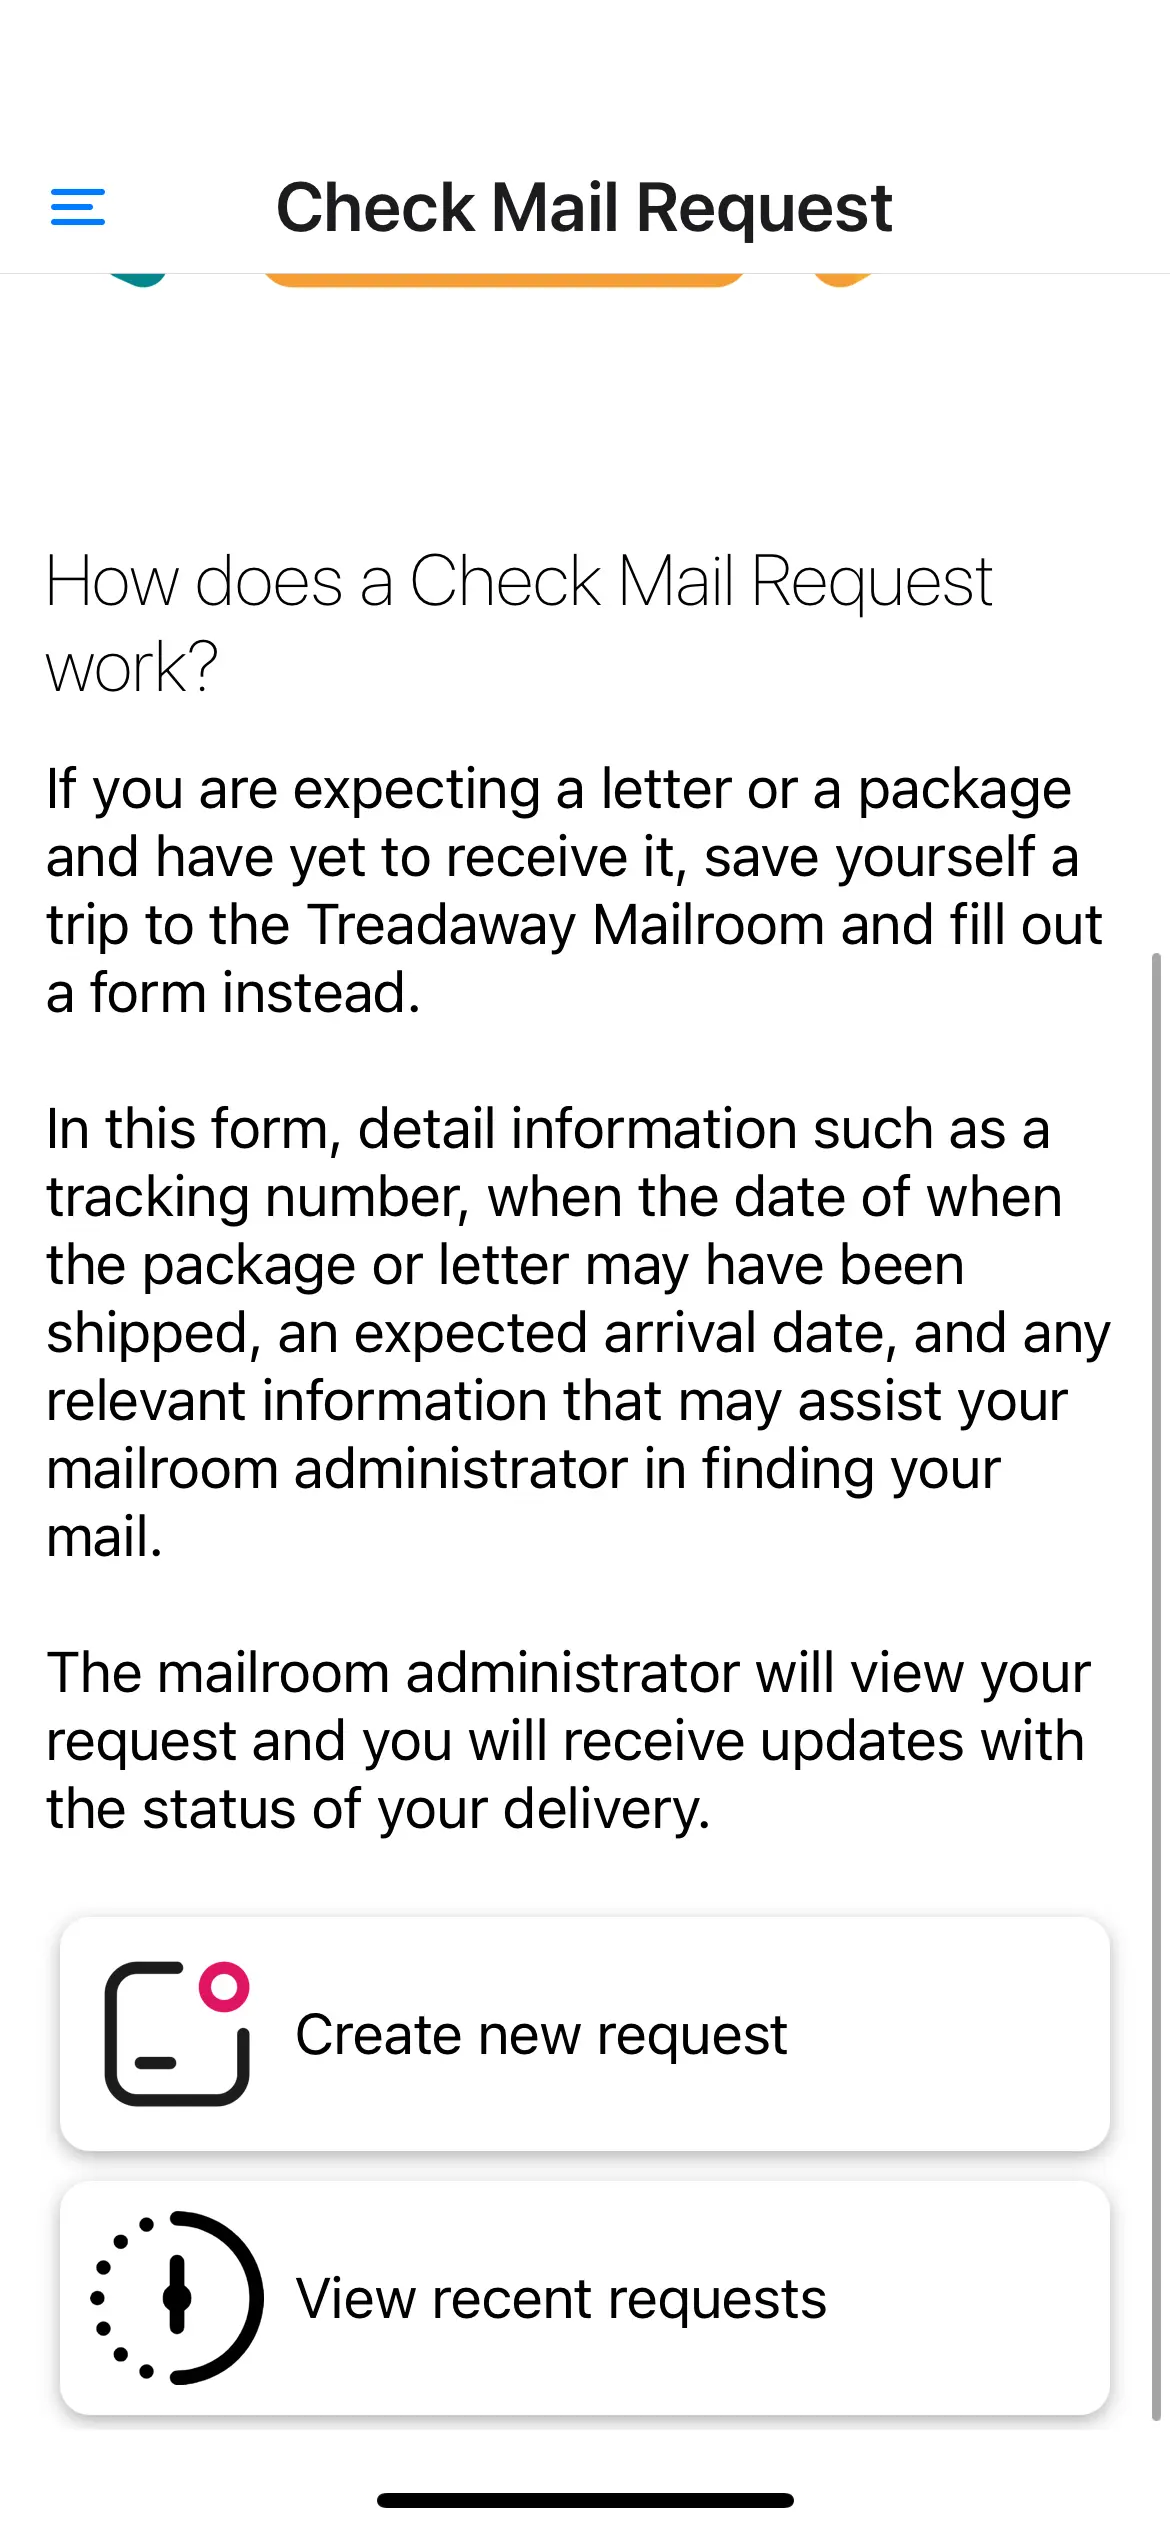 Check Mail Request
How does a Check Mail Request
work?
If you are expecting a letter or a package
and have yet to receive it, save yourself a
trip to the Treadaway Mailroom and fill out
a form instead.
In this form, detail information such as a
tracking number, when the date of when
the package or letter may have been
shipped, an expected arrival date, and any
relevant information that may assist your
mailroom administrator in finding your
mail.
The mailroom administrator will view your
request and you will receive updates with
the status of your delivery.
Create new request
View recent requests